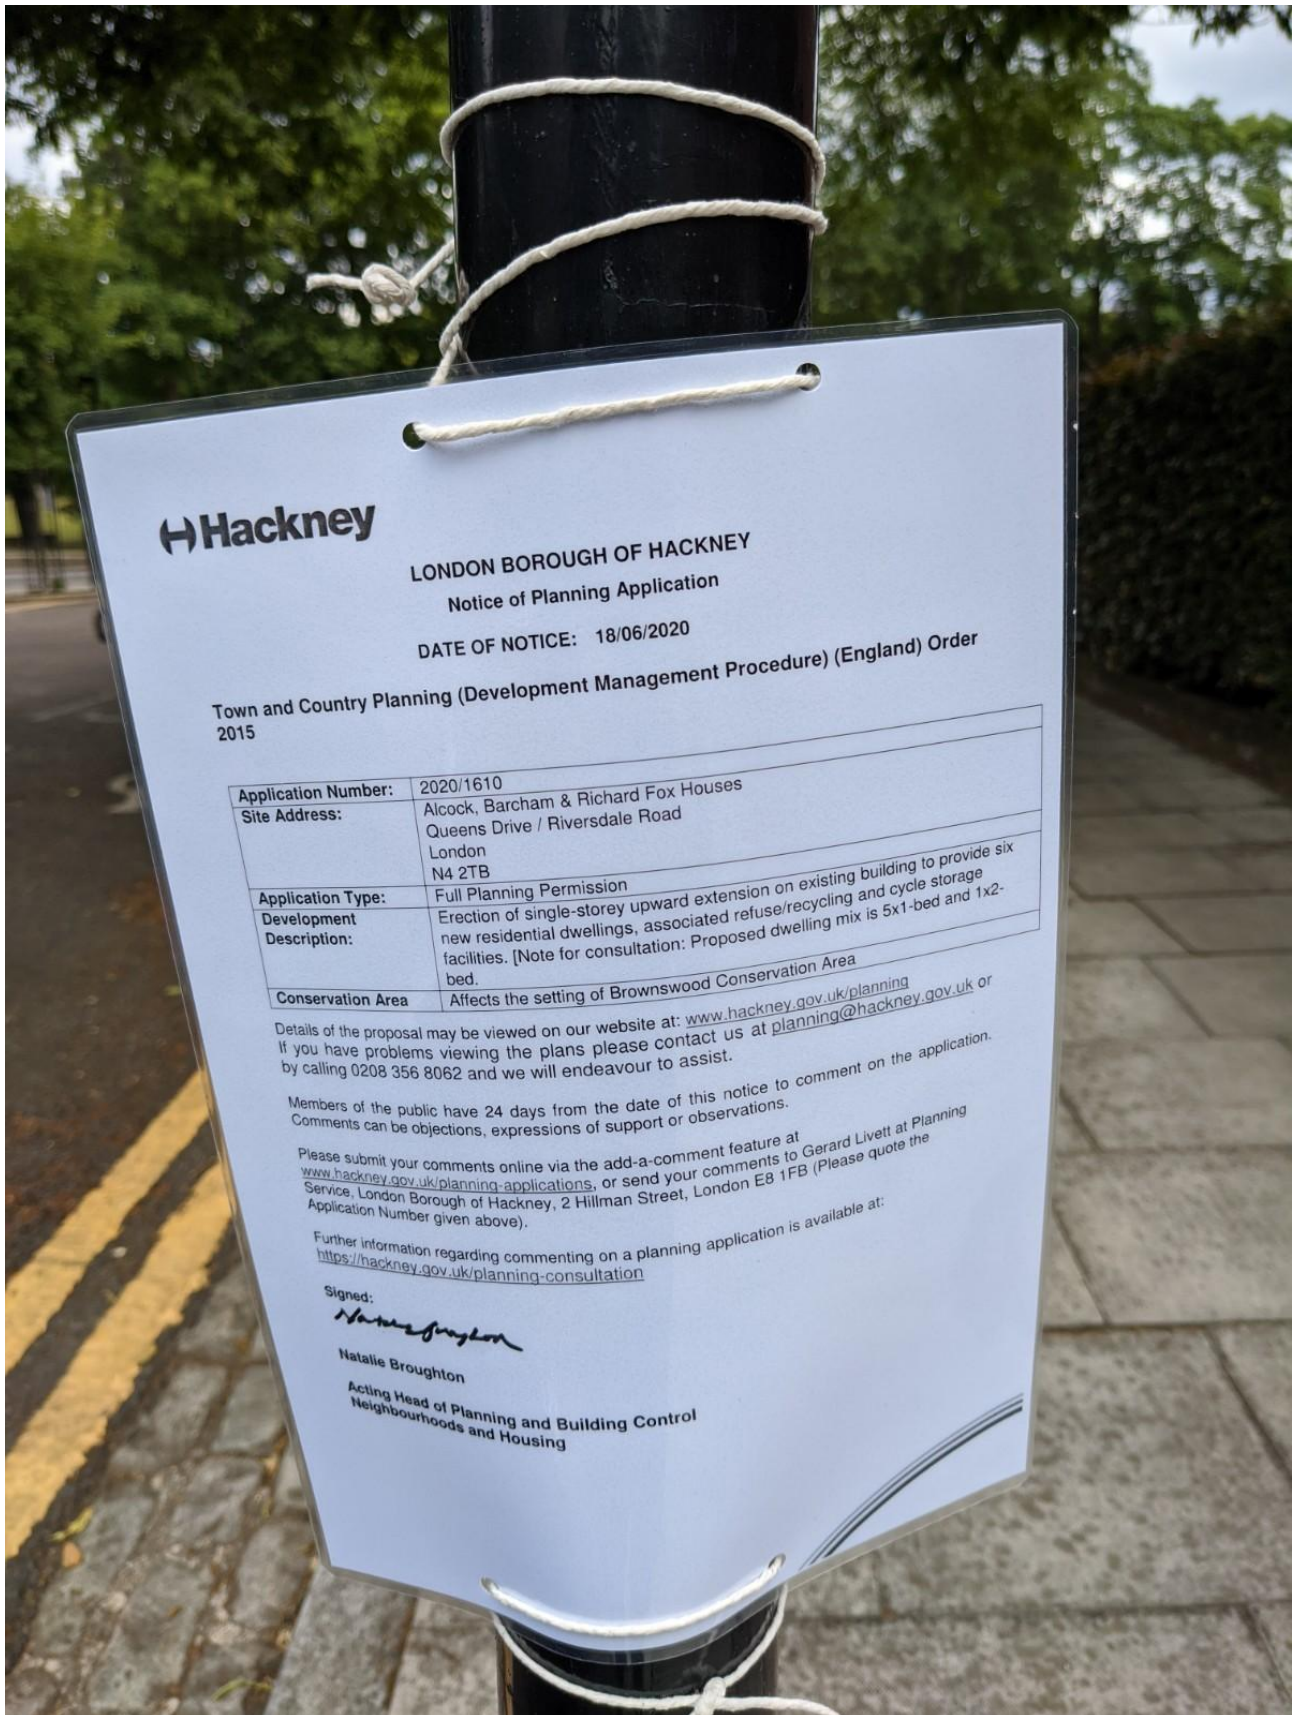 Hackney
LONDON BOROUGH OF HACKNEY
Notice of Planning Application
DATE OF NOTICE: 18/06/2020
Town and Country Planning (Development Management Procedure) (England) Order
2015
Application Number: 2020/1610
Site Address: Alcock, Barcham & Richard Fox Houses
Queens Drive / Riversdale Road
London
N4 2TB
Application Type: Full Planning Permission
Development Description: Erection of single-storey upward extension on existing building to provide six
new residential dwellings, associated refuse/recycling and cycle storage
facilities. [Note for consultation: Proposed dwelling mix is 5x1-bed and 1x2-
bed.
Conservation Area Affects the setting of Brownswood Conservation Area
Details of the proposal may be viewed on our website at: www.hackney.gov.uk/planning
If you have problems viewing the plans please contact us at planning@hackney.gov.uk or
by calling 0208 356 8062 and we will endeavour to assist.
Members of the public have 24 days from the date of this notice to comment on the application.
Comments can be objections, expressions of support or observations.
Please submit your comments online via the add-a-comment feature at
www.hackney.gov.uk/planning-applications, or send your comments to Gerard Livett at Planning
Service, London Borough of Hackney, 2 Hillman Street, London E8 1FB (Please quote the
Application Number given above).
Further information regarding commenting on a planning application is available at:
https://hackney.gov.uk/planning-consultation
Signed:
Natalie Broughton
Natalie Broughton
Acting Head of Planning and Building Control
Neighbourhoods and Housing